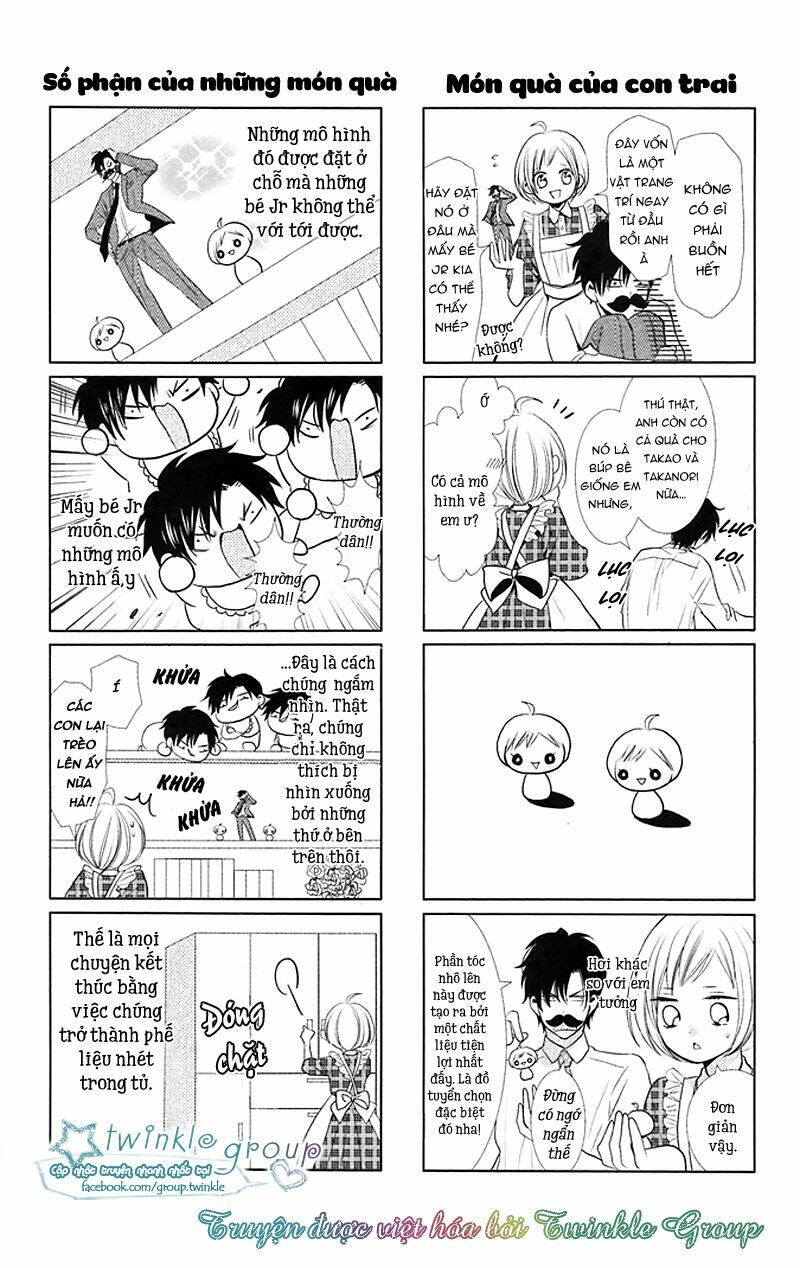 Món quà của con trai
KHÔNG
CÓ GÌ
PHẢI
BUỒN
HẾT
ĐÂY VỐN
LÀ MỘT
VẬT TRANG
TRÍ NGAY
TỪ ĐẦU
RỒI ANH
Ạ
HÃY ĐẶT
NÓ Ở
ĐÂU MÀ
MẤY BÉ
JR KIA
CÓ THỂ
THẤY
NHÉ?
Được
không?
THÚ THẬT,
ANH CÒN CÓ
CẢ QUÀ CHO
TAKAO VÀ
TAKANORI
NỮA...
NÓ LÀ
BÚP BÊ
GIỐNG EM
NHƯNG,
Ớ
Có cả mô
hình về
em ư?
LỤC
LỌI
LỤC
LỌI
Hơi khác
so với em
tưởng
Đơn
giản
vậy.
Phần tóc
nhô lên
này được
tạo ra bởi
một chất
liệu tiện
lợi nhất
đấy. Là đồ
tuyển chọn
đặc biệt
đó nha!
Đừng
có ngớ
ngẩn
thế
Số phận của những món quà
Những mô hình
đó được đặt ở
chỗ mà những
bé Jr không thể
với tới được.
Mấy bé Jr
muốn có
những mô
hình ấy
Thường
dân!!
Thường
dân!!
...Đây là cách
chúng ngắm
nhìn. Thật
ra, chúng
chỉ không
thích bị
nhìn xuống
bởi những
thứ ở bên
trên thôi.
KHỬA
KHỬA
KHỬA
Í
CÁC
CON LẠI
TRÈO
LÊN ẤY
NỮA
HẢ!!
Thế là mọi
chuyện kết
thúc bằng
việc chúng
trở thành phế
liệu nhét
trong tủ.
Đóng
chặt
twinkle group
Cập nhật truyện nhanh nhất tại
facebook.com/group.twinkle
Truyện được việt hóa bởi Twinkle Group